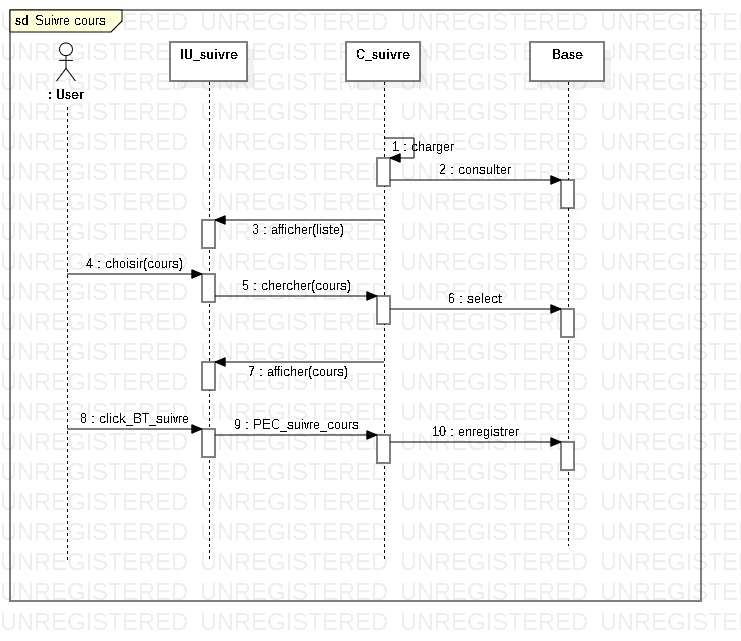 sd Suivre cours
IU_suivre
C_suivre
Base
: User
1 : charger
2 : consulter
3 : afficher(liste)
4 : choisir(cours)
5 : chercher(cours)
6 : select
7 : afficher(cours)
8 : click_BT_suivre
9 : PEC_suivre_cours
10 : enregistrer
UNREGISTERED